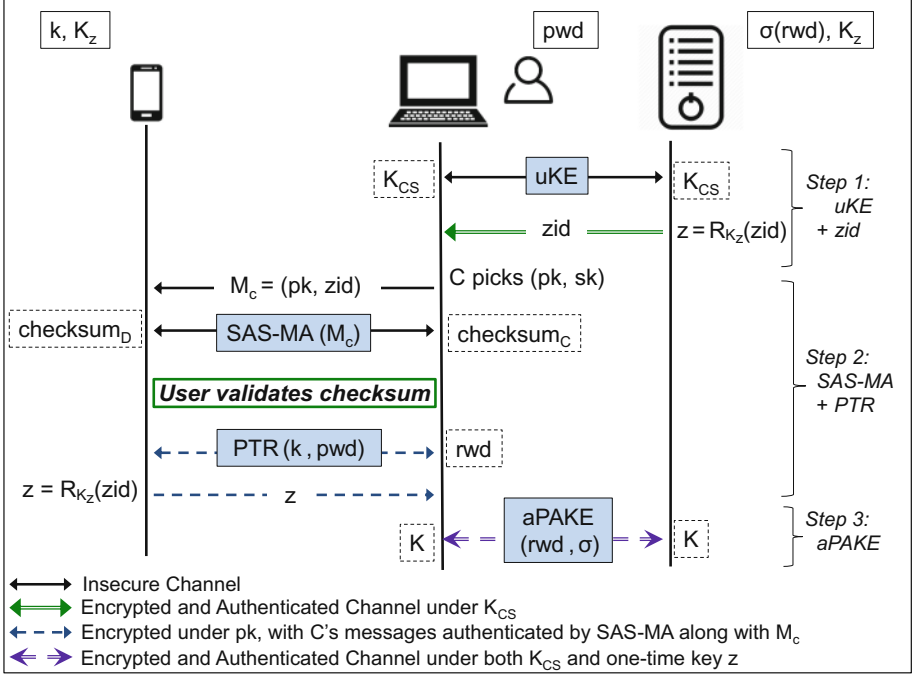 k, K_z
pwd
σ(rwd), K_z
K_CS
uKE
K_CS
Step 1:
uKE
+ zid
zid
z = R_Kz(zid)
M_c = (pk, zid)
C picks (pk, sk)
checksum_D
SAS-MA (M_c)
checksum_C
Step 2:
SAS-MA
+ PTR
User validates checksum
PTR (k , pwd)
rwd
z = R_Kz(zid)
z
aPAKE
(rwd , σ)
K
K
Step 3:
aPAKE
Insecure Channel
Encrypted and Authenticated Channel under K_CS
Encrypted under pk, with C's messages authenticated by SAS-MA along with M_c
Encrypted and Authenticated Channel under both K_CS and one-time key z